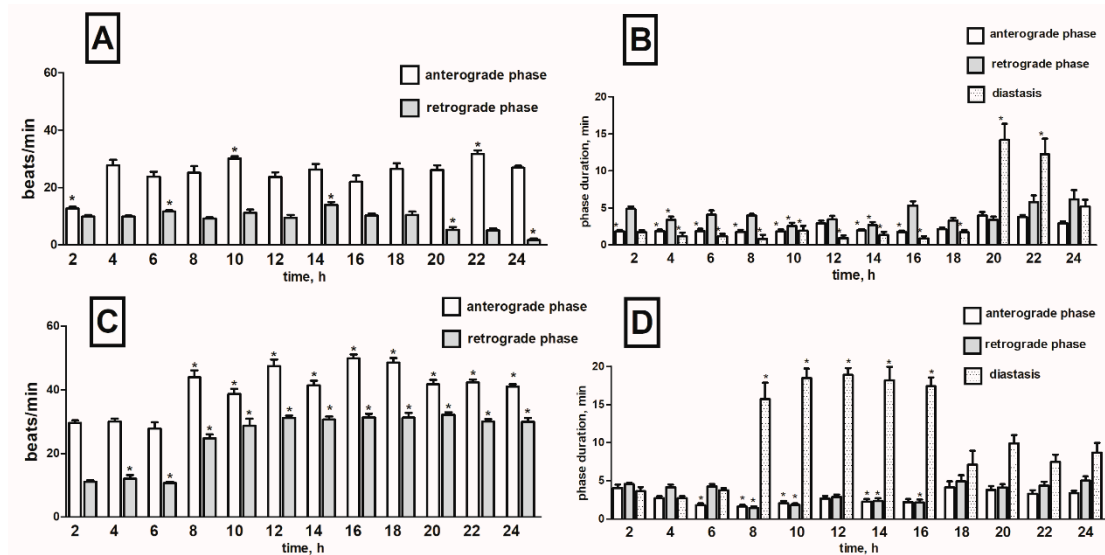 A
anterograde phase
retrograde phase
beats/min
60
40
20
0
* * * * * * *
2 4 6 8 10 12 14 16 18 20 22 24
time, h
B
anterograde phase
retrograde phase
diastasis
phase duration, min
20
15
10
5
0
2 4 6 8 10 12 14 16 18 20 22 24
time, h
C
anterograde phase
retrograde phase
beats/min
60
40
20
0
2 4 6 8 10 12 14 16 18 20 22 24
time, h
D
anterograde phase
retrograde phase
diastasis
phase duration, min
20
15
10
5
0
2 4 6 8 10 12 14 16 18 20 22 24
time, h